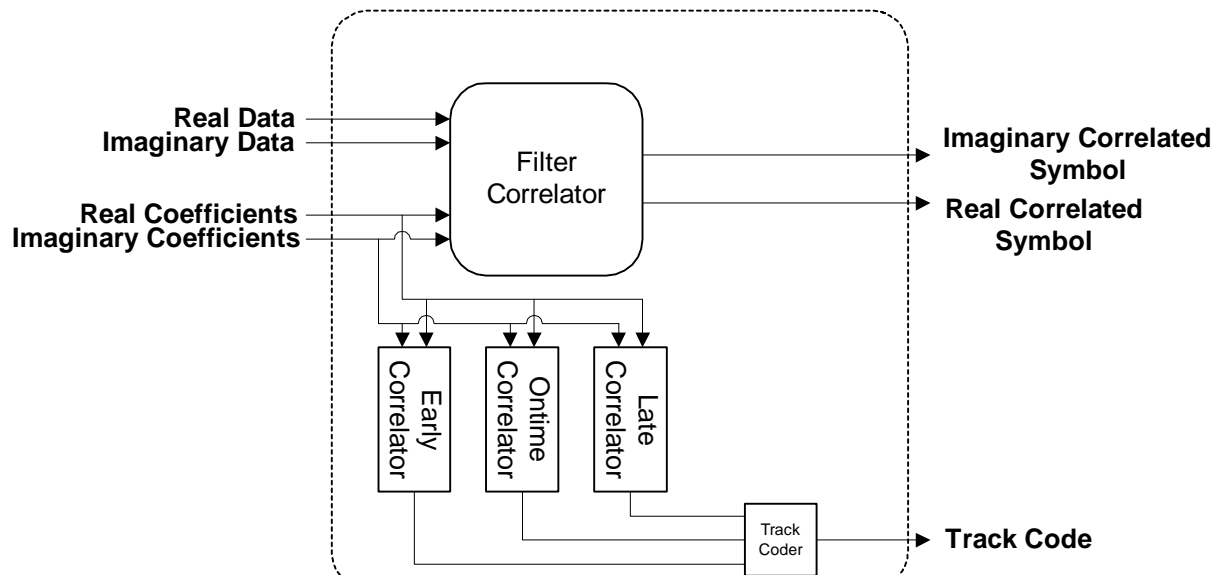 Real Data
Imaginary Data
Real Coefficients
Imaginary Coefficients
Filter
Correlator
Imaginary Correlated
Symbol
Real Correlated
Symbol
Early
Correlator
Ontime
Correlator
Late
Correlator
Track
Coder
Track Code